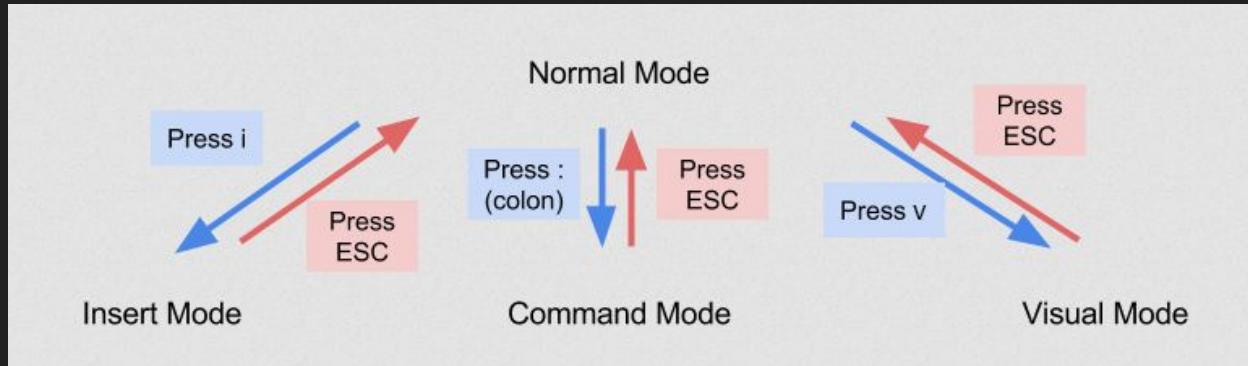 Normal Mode
Press i
Press
ESC
Press :
(colon)
Press
ESC
Press v
Press
ESC
Insert Mode
Command Mode
Visual Mode